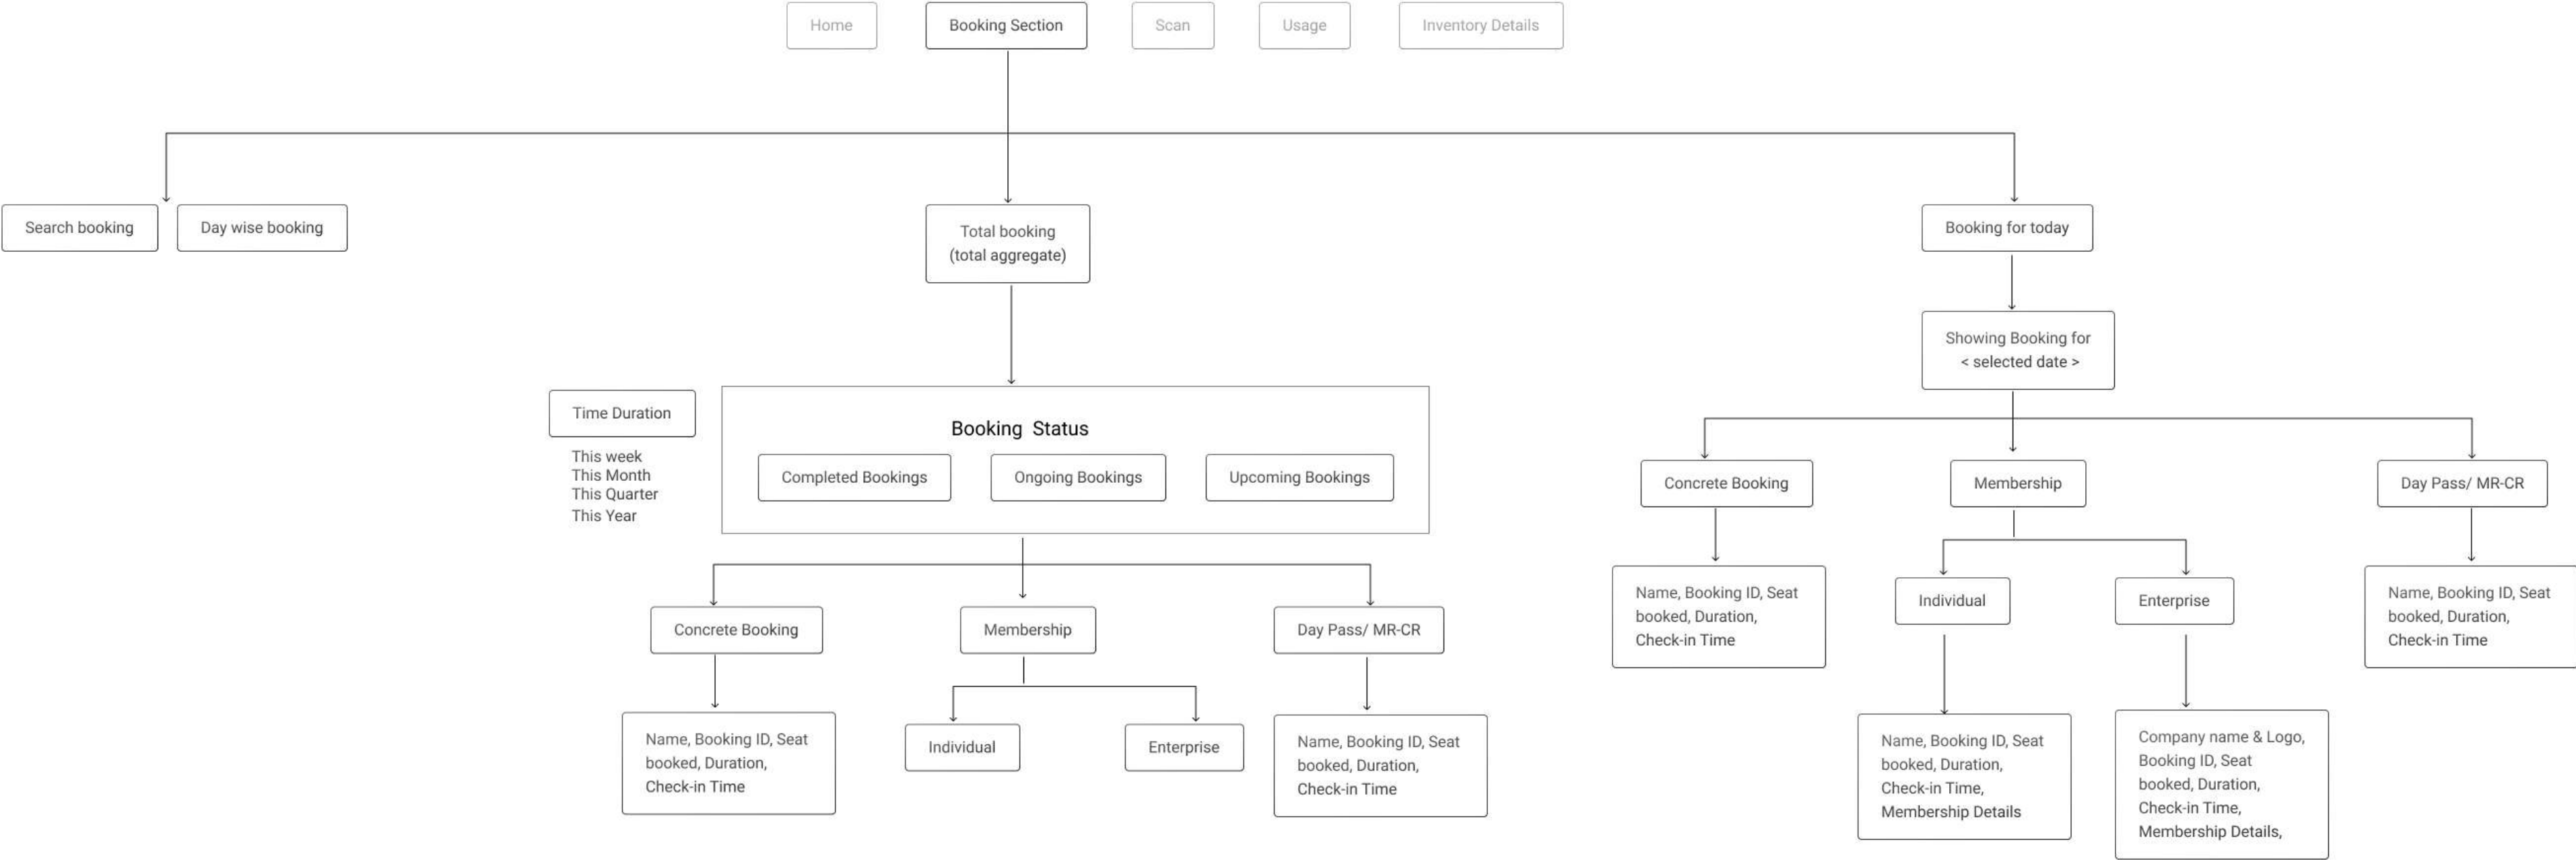 Home
Booking Section
Scan
Usage
Inventory Details
Search booking
Day wise booking
Total booking
(total aggregate)
Booking for today
Showing Booking for
< selected date >
Time Duration
This week
This Month
This Quarter
This Year
Booking Status
Completed Bookings
Ongoing Bookings
Upcoming Bookings
Concrete Booking
Membership
Day Pass/ MR-CR
Name, Booking ID, Seat
booked, Duration,
Check-in Time
Individual
Enterprise
Name, Booking ID, Seat
booked, Duration,
Check-in Time
Concrete Booking
Membership
Day Pass/ MR-CR
Name, Booking ID, Seat
booked, Duration,
Check-in Time
Individual
Enterprise
Name, Booking ID, Seat
booked, Duration,
Check-in Time
Name, Booking ID, Seat
booked, Duration,
Check-in Time,
Membership Details
Company name & Logo,
Booking ID, Seat
booked, Duration,
Check-in Time,
Membership Details,